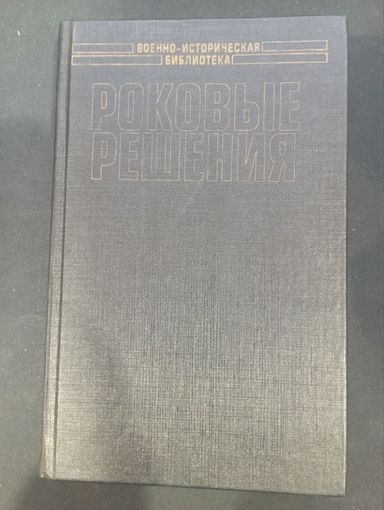 ВОЕННО-ИСТОРИЧЕСКАЯ
БИБЛИОТЕКА
РОКОВЫЕ
РЕШЕНИЯ